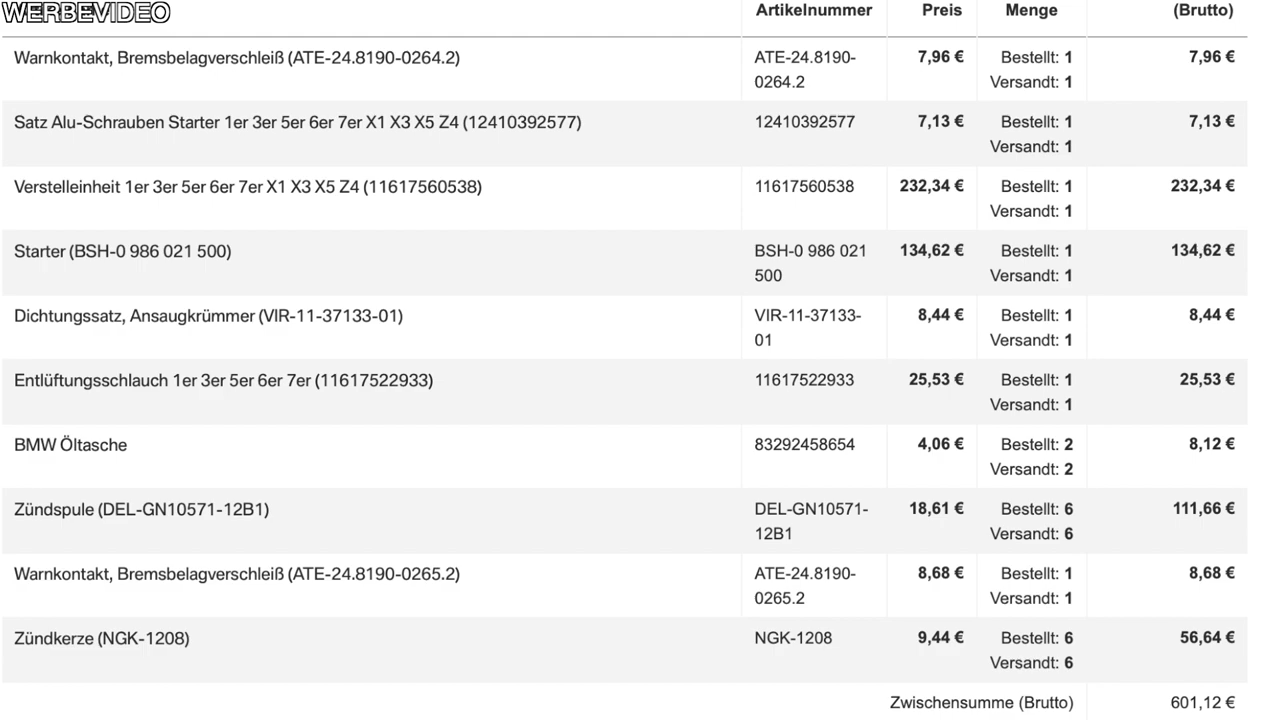 WERBEVIDEO
Artikelnummer Preis Menge (Brutto)
Warnkontakt, Bremsbelagverschleiß (ATE-24.8190-0264.2) ATE-24.8190- 7,96 € Bestellt: 1 7,96 €
0264.2 Versandt: 1
Satz Alu-Schrauben Starter 1er 3er 5er 6er 7er X1 X3 X5 Z4 (12410392577) 12410392577 7,13 € Bestellt: 1 7,13 €
Versandt: 1
Verstelleinheit 1er 3er 5er 6er 7er X1 X3 X5 Z4 (11617560538) 11617560538 232,34 € Bestellt: 1 232,34 €
Versandt: 1
Starter (BSH-0 986 021 500) BSH-0 986 021 134,62 € Bestellt: 1 134,62 €
500 Versandt: 1
Dichtungssatz, Ansaugkrümmer (VIR-11-37133-01) VIR-11-37133- 8,44 € Bestellt: 1 8,44 €
01 Versandt: 1
Entlüftungsschlauch 1er 3er 5er 6er 7er (11617522933) 11617522933 25,53 € Bestellt: 1 25,53 €
Versandt: 1
BMW Öltasche 83292458654 4,06 € Bestellt: 2 8,12 €
Versandt: 2
Zündspule (DEL-GN10571-12B1) DEL-GN10571- 18,61 € Bestellt: 6 111,66 €
12B1 Versandt: 6
Warnkontakt, Bremsbelagverschleiß (ATE-24.8190-0265.2) ATE-24.8190- 8,68 € Bestellt: 1 8,68 €
0265.2 Versandt: 1
Zündkerze (NGK-1208) NGK-1208 9,44 € Bestellt: 6 56,64 €
Versandt: 6
Zwischensumme (Brutto) 601,12 €